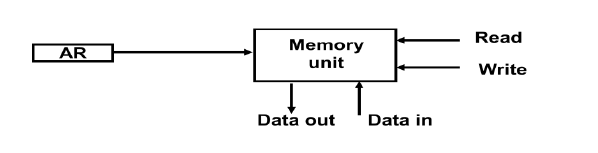 Read
AR
Memory
unit
Write
Data out
Data in